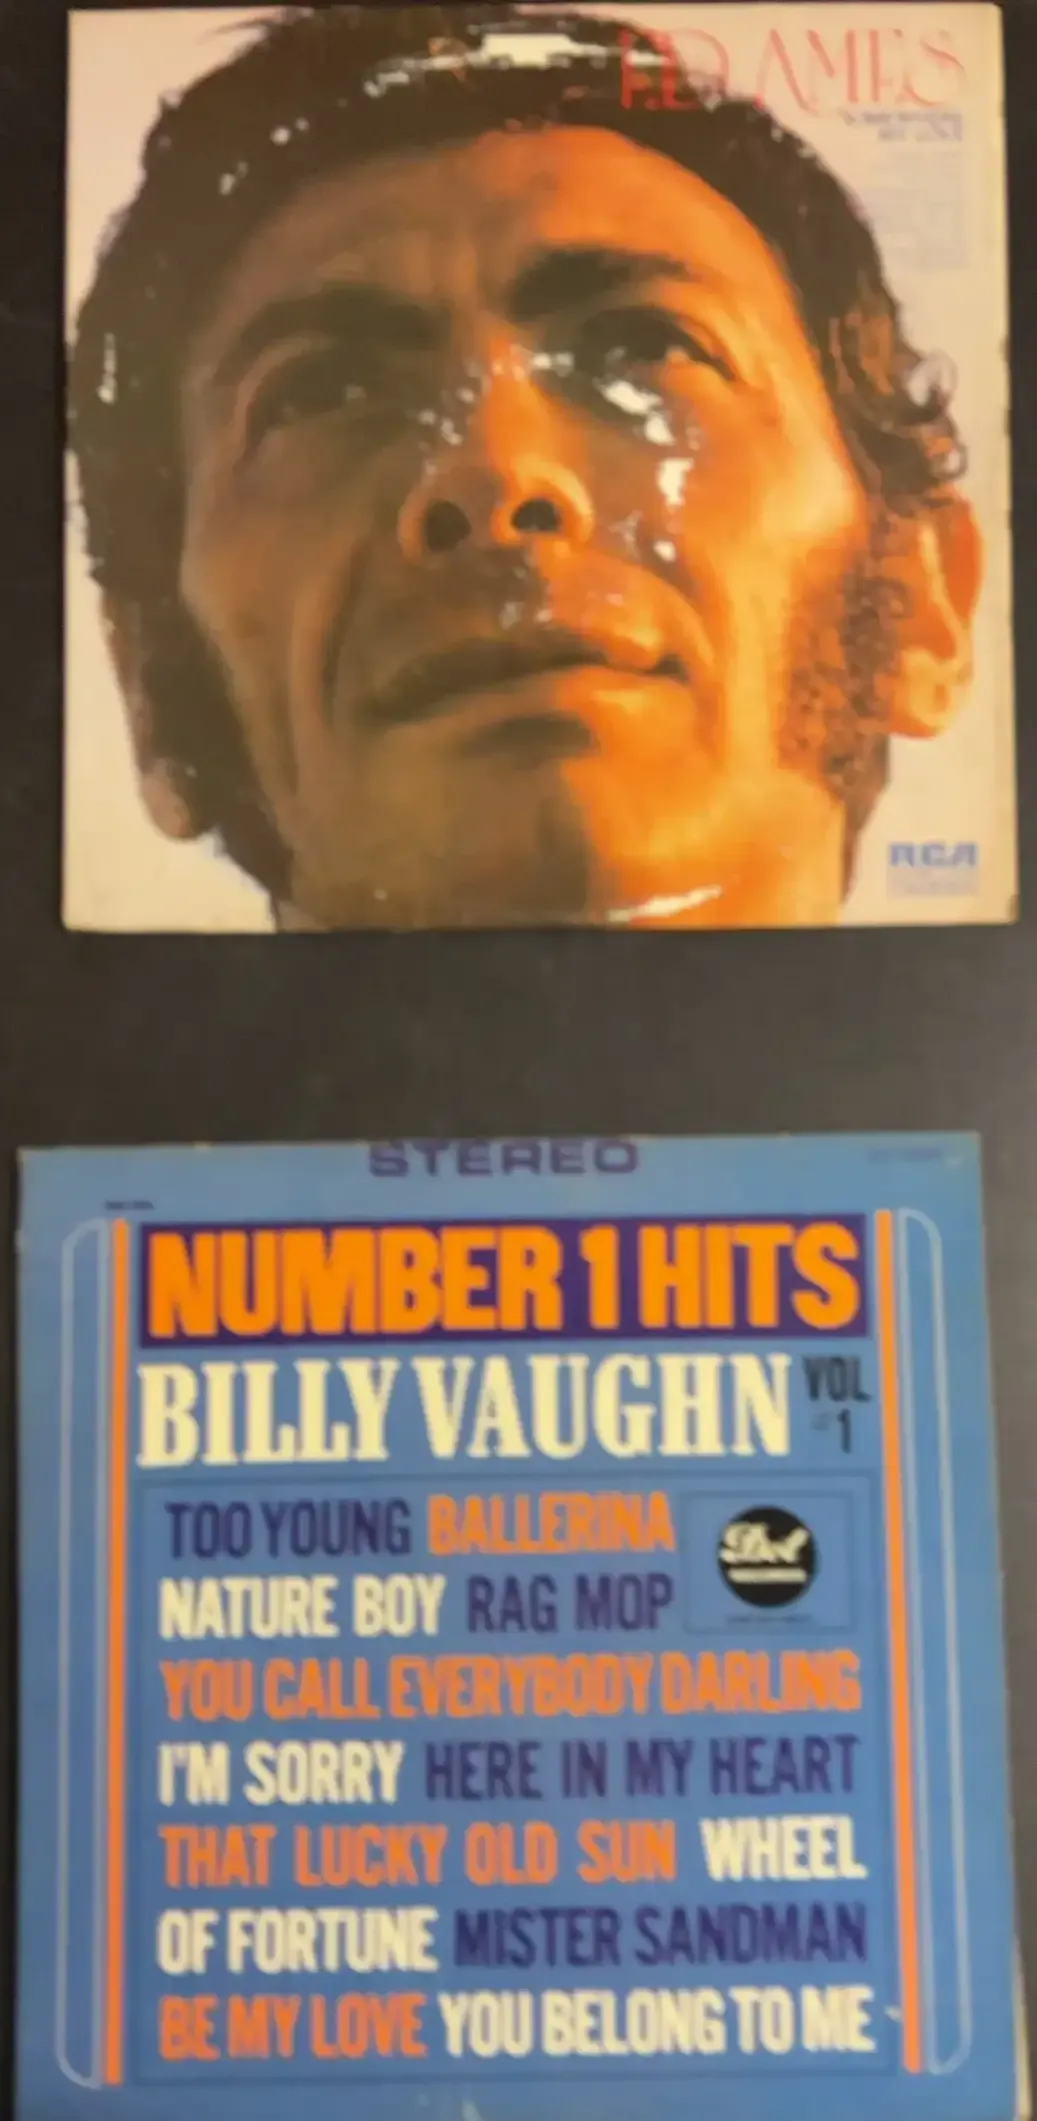 ED AMES
RCA
STEREO
NUMBER 1 HITS
BILLY VAUGHN VOL
#1
TOO YOUNG BALLERINA
Dot
RECORDS
NATURE BOY RAG MOP
YOU CALL EVERYBODY DARLING
I'M SORRY HERE IN MY HEART
THAT LUCKY OLD SUN WHEEL
OF FORTUNE MISTER SANDMAN
BE MY LOVE YOU BELONG TO ME